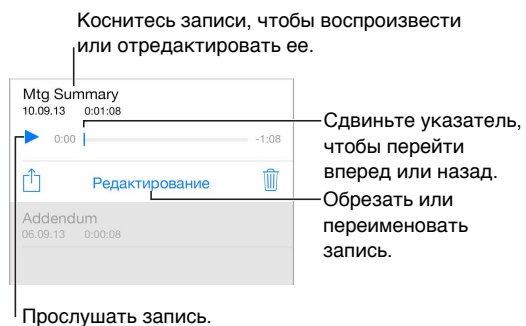 Коснитесь записи, чтобы воспроизвести
или отредактировать ее.
Mtg Summary
10.09.13 0:01:08
0:00 -1:08
Сдвиньте указатель,
чтобы перейти
вперед или назад.
Редактирование
Обрезать или
переименовать
запись.
Addendum
06.09.13 0:00:08
Прослушать запись.